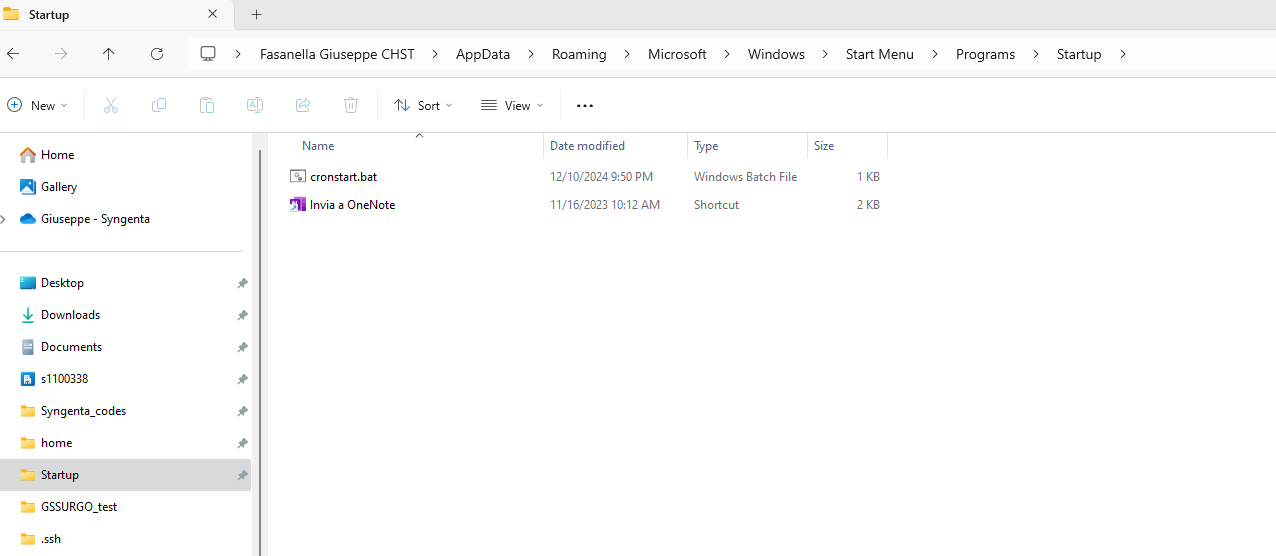 Startup
Fasanella Giuseppe CHST > AppData > Roaming > Microsoft > Windows > Start Menu > Programs > Startup >
New Sort View ...
Name Date modified Type Size
cronstart.bat 12/10/2024 9:50 PM Windows Batch File 1 KB
Invia a OneNote 11/16/2023 10:12 AM Shortcut 2 KB
Home
Gallery
Giuseppe - Syngenta
Desktop
Downloads
Documents
s1100338
Syngenta_codes
home
Startup
GSSURGO_test
.ssh